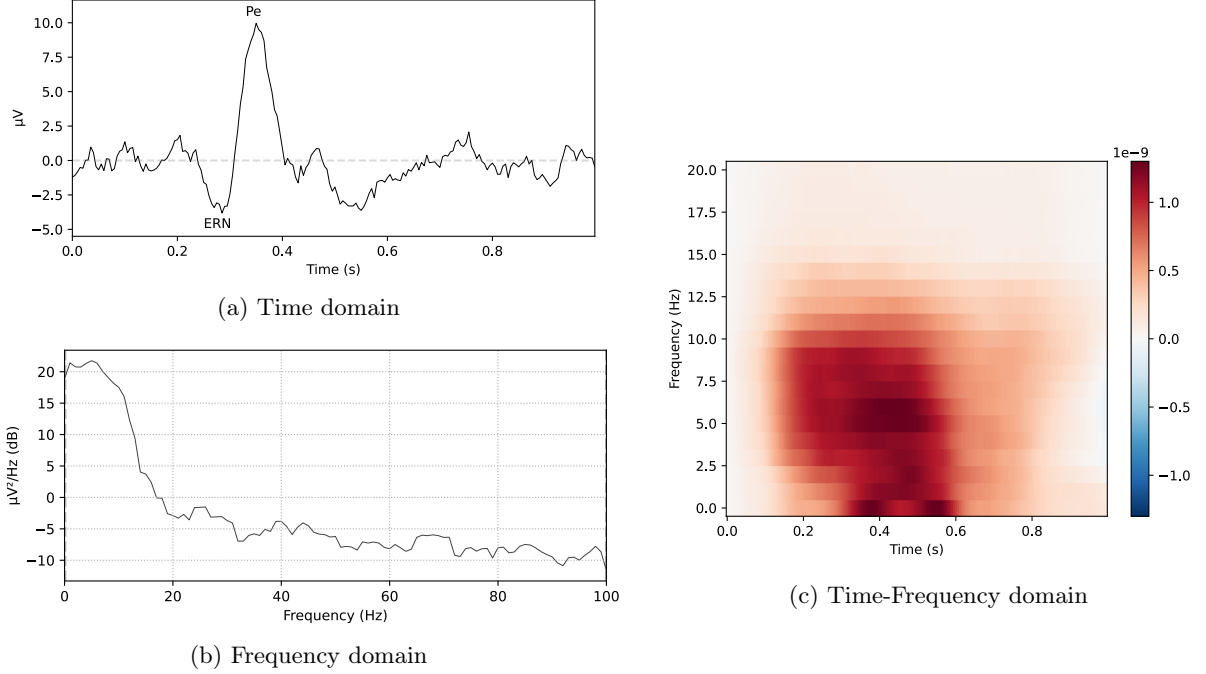 Pe
10.0
7.5
5.0
2.5
0.0
−2.5
−5.0
µV
ERN
0.0 0.2 0.4 0.6 0.8
Time (s)
(a) Time domain
20
15
10
5
0
−5
−10
µV²/Hz (dB)
0 20 40 60 80 100
Frequency (Hz)
(b) Frequency domain
1e−9
20.0
17.5
15.0
12.5
10.0
7.5
5.0
2.5
0.0
Frequency (Hz)
0.0 0.2 0.4 0.6 0.8
Time (s)
1.0
0.5
0.0
−0.5
−1.0
(c) Time-Frequency domain